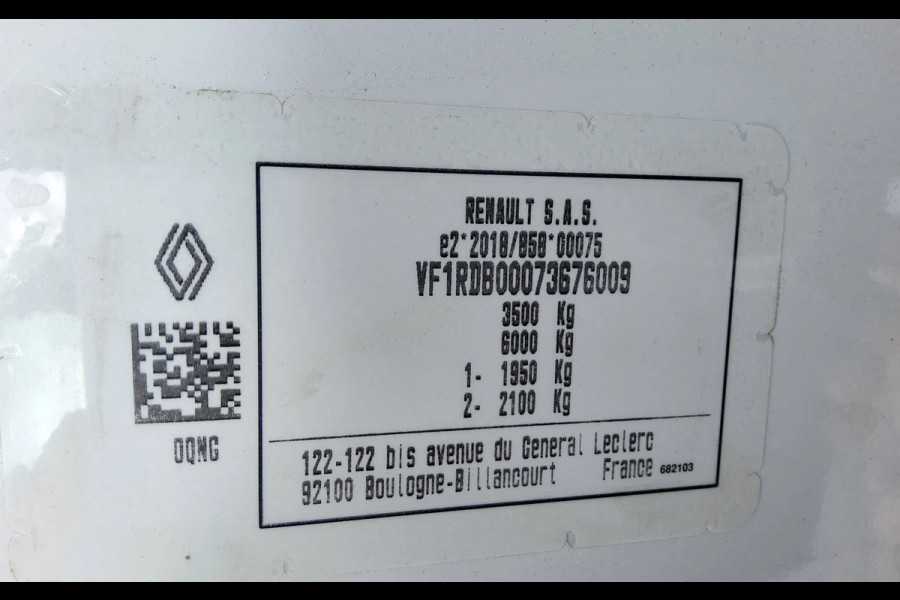 RENAULT S.A.S.
e2*2018/858*00075
VF1RDB00073676009
3500 Kg
6000 Kg
1- 1950 Kg
2- 2100 Kg
DQNG
122-122 bis avenue du General Leclerc
92100 Boulogne-Billancourt France 682103